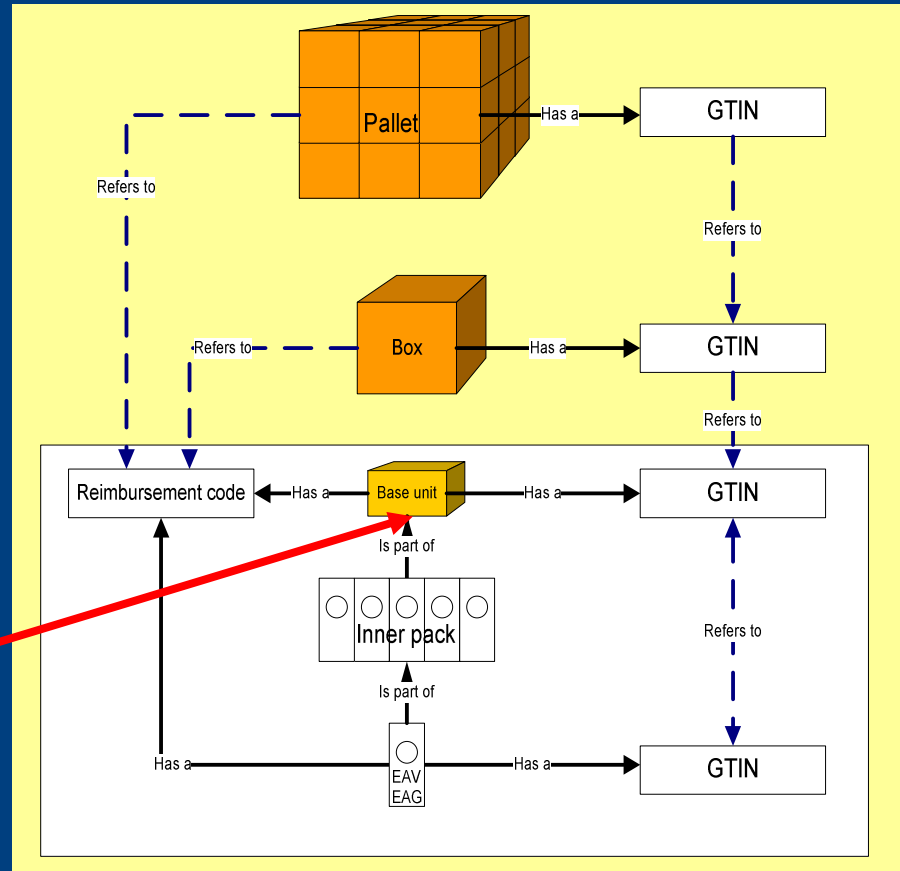 Pallet
Has a
GTIN
Refers to
Refers to
Box
Refers to
Has a
GTIN
Refers to
Reimbursement code
Has a
Base unit
Has a
GTIN
Is part of
Inner pack
Refers to
Is part of
Has a
EAV
EAG
Has a
GTIN